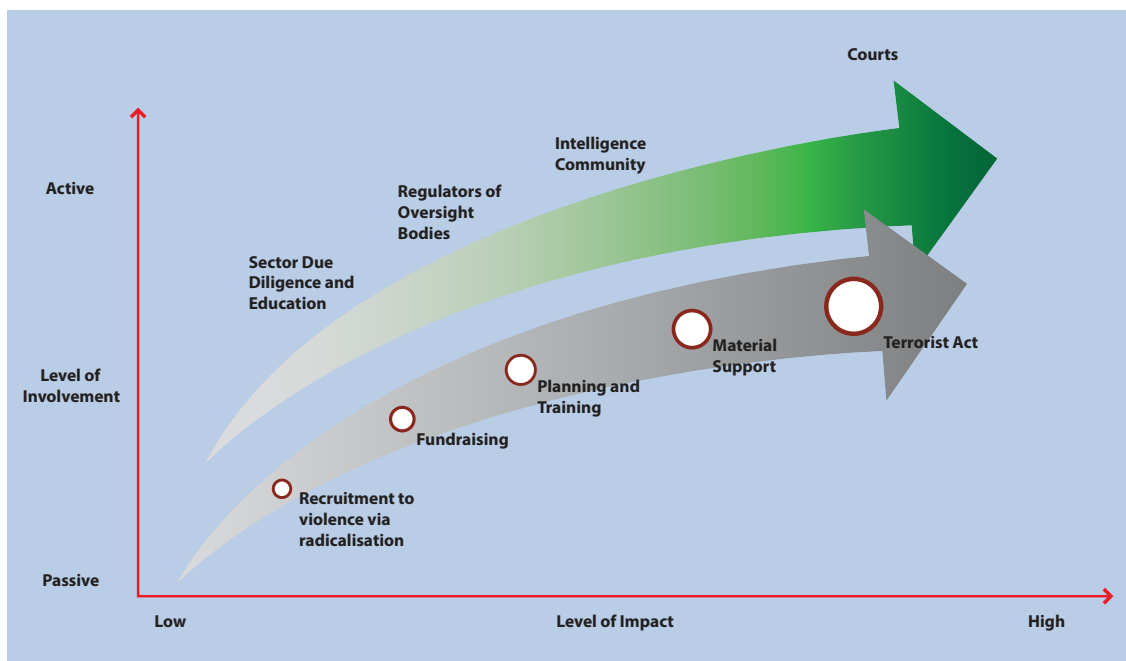 Courts
Intelligence
Community
Active
Regulators of
Oversight
Bodies
Sector Due
Diligence and
Education
Terrorist Act
Material
Support
Level of
Involvement
Planning and
Training
Fundraising
Recruitment to
violence via
radicalisation
Passive
Low
Level of Impact
High